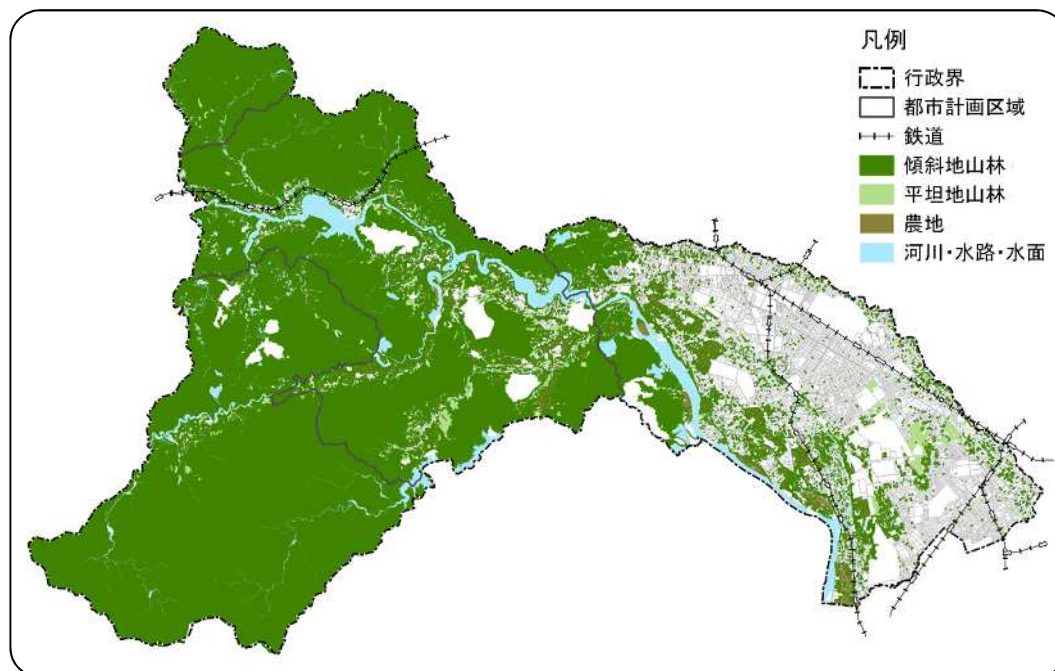 凡例
行政界
都市計画区域
鉄道
傾斜地山林
平坦地山林
農地
河川・水路・水面